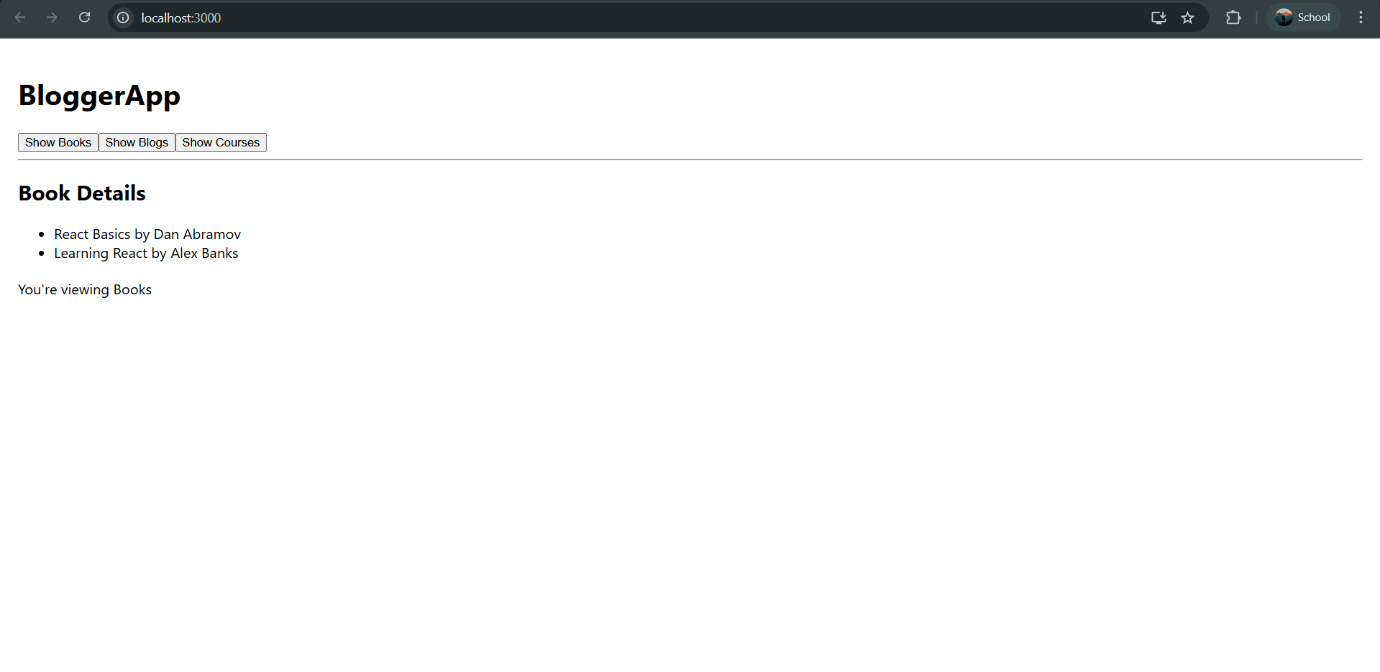 localhost:3000
School
BloggerApp
Show Books Show Blogs Show Courses
Book Details
React Basics by Dan Abramov
Learning React by Alex Banks
You're viewing Books